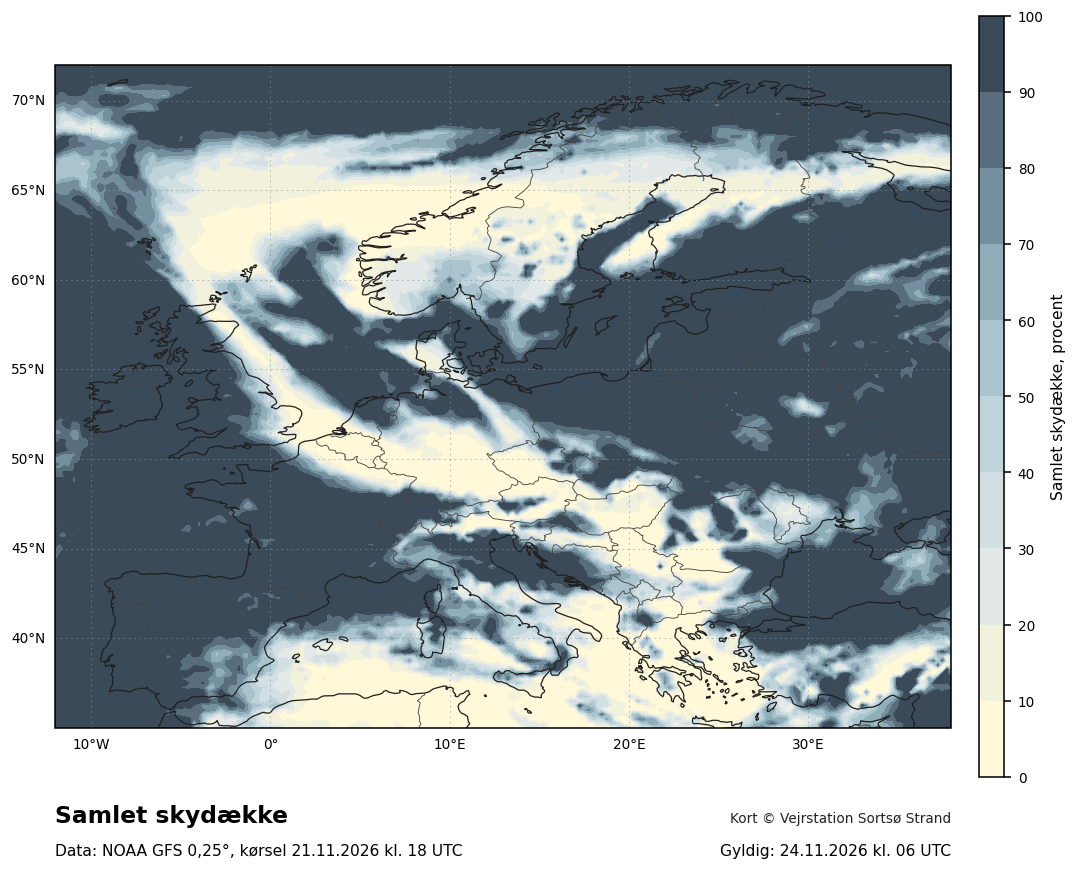 100
90
80
70
60
50
40
30
20
10
0
Samlet skydække, procent
70°N
65°N
60°N
55°N
50°N
45°N
40°N
10°W
0°
10°E
20°E
30°E
Samlet skydække
Kort © Vejrstation Sortsø Strand
Data: NOAA GFS 0,25°, kørsel 21.11.2026 kl. 18 UTC
Gyldig: 24.11.2026 kl. 06 UTC